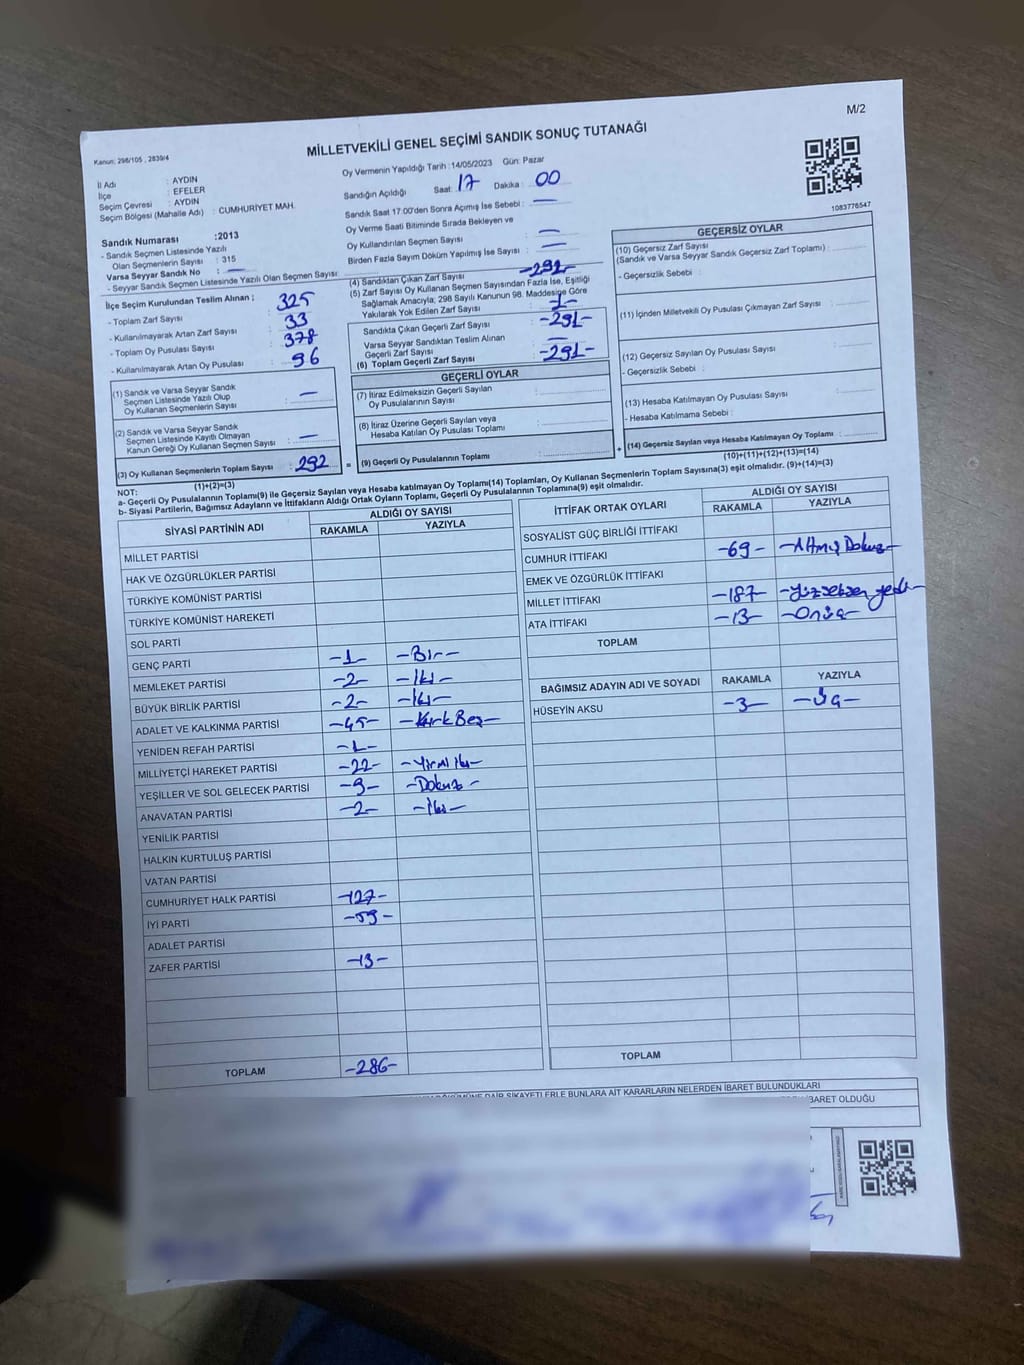 M/2
MİLLETVEKİLİ GENEL SEÇİMİ SANDIK SONUÇ TUTANAĞI
Kanun: 298/105 , 2839/4
İl Adı : AYDIN
İlçe : EFELER
Seçim Çevresi : AYDIN
Seçim Bölgesi (Mahalle Adı) : CUMHURİYET MAH.
Sandık Numarası :2013
- Sandık Seçmen Listesinde Yazılı
Olan Seçmenlerin Sayısı : 315
Varsa Seyyar Sandık No : —
- Seyyar Sandık Seçmen Listesinde Yazılı Olan Seçmen Sayısı:
İlçe Seçim Kurulundan Teslim Alınan ;
- Toplam Zarf Sayısı : 325
- Kullanılmayarak Artan Zarf Sayısı : 33
- Toplam Oy Pusulası Sayısı : 378
- Kullanılmayarak Artan Oy Pusulası : 96
(1) Sandık ve Varsa Seyyar Sandık
Seçmen Listesinde Yazılı Olup
Oy Kullanan Seçmenlerin Sayısı : —
(2) Sandık ve Varsa Seyyar Sandık
Seçmen Listesinde Kayıtlı Olmayan
Kanun Gereği Oy Kullanan Seçmen Sayısı : —
(3) Oy Kullanan Seçmenlerin Toplam Sayısı : 292
(1)+(2)=(3)
Oy Vermenin Yapıldığı Tarih : 14/05/2023 Gün: Pazar
Sandığın Açıldığı Saat: 17 Dakika : 00
Sandık Saat 17:00'den Sonra Açmış İse Sebebi : —
Oy Verme Saati Bitiminde Sırada Bekleyen ve
Oy Kullandırılan Seçmen Sayısı : —
Birden Fazla Sayım Döküm Yapılmış İse Sayısı : —
(4) Sandıktan Çıkan Zarf Sayısı -292-
(5) Zarf Sayısı Oy Kullanan Seçmen Sayısından Fazla İse, Eşitliği
Sağlamak Amacıyla; 298 Sayılı Kanunun 98. Maddesine Göre
Yakılarak Yok Edilen Zarf Sayısı : -1-
Sandıkta Çıkan Geçerli Zarf Sayısı : -291-
Varsa Seyyar Sandıktan Teslim Alınan
Geçerli Zarf Sayısı : —
(6) Toplam Geçerli Zarf Sayısı : -291-
GEÇERLİ OYLAR
(7) İtiraz Edilmeksizin Geçerli Sayılan
Oy Pusulalarının Sayısı :
(8) İtiraz Üzerine Geçerli Sayılan veya
Hesaba Katılan Oy Pusulası Toplamı :
= (9) Geçerli Oy Pusulalarının Toplamı : +
1083776547
GEÇERSİZ OYLAR
(10) Geçersiz Zarf Sayısı
(Sandık ve Varsa Seyyar Sandık Geçersiz Zarf Toplamı) :
- Geçersizlik Sebebi :
(11) İçinden Milletvekili Oy Pusulası Çıkmayan Zarf Sayısı :
(12) Geçersiz Sayılan Oy Pusulası Sayısı :
- Geçersizlik Sebebi :
(13) Hesaba Katılmayan Oy Pusulası Sayısı :
- Hesaba Katılmama Sebebi :
(14) Geçersiz Sayılan veya Hesaba Katılmayan Oy Toplamı :
(10)+(11)+(12)+(13)=(14)
NOT:
a- Geçerli Oy Pusulalarının Toplamı(9) ile Geçersiz Sayılan veya Hesaba katılmayan Oy Toplamı(14) Toplamları, Oy Kullanan Seçmenlerin Toplam Sayısına(3) eşit olmalıdır. (9)+(14)=(3)
b- Siyasi Partilerin, Bağımsız Adayların ve İttifakların Aldığı Ortak Oyların Toplamı, Geçerli Oy Pusulalarının Toplamına(9) eşit olmalıdır.
SİYASİ PARTİNİN ADI ALDIĞI OY SAYISI
RAKAMLA YAZIYLA
MİLLET PARTİSİ
HAK VE ÖZGÜRLÜKLER PARTİSİ
TÜRKİYE KOMÜNİST PARTİSİ
TÜRKİYE KOMÜNİST HAREKETİ
SOL PARTİ
GENÇ PARTİ -1- -Bir-
MEMLEKET PARTİSİ -2- -İki-
BÜYÜK BİRLİK PARTİSİ -2- -İki-
ADALET VE KALKINMA PARTİSİ -45- -Kırk Beş-
YENİDEN REFAH PARTİSİ -1-
MİLLİYETÇİ HAREKET PARTİSİ -22- -Yirmi iki-
YEŞİLLER VE SOL GELECEK PARTİSİ -9- -Dokuz-
ANAVATAN PARTİSİ -2- -İki-
YENİLİK PARTİSİ
HALKIN KURTULUŞ PARTİSİ
VATAN PARTİSİ
CUMHURİYET HALK PARTİSİ -127-
İYİ PARTİ -59-
ADALET PARTİSİ
ZAFER PARTİSİ -13-
TOPLAM -286-
İTTİFAK ORTAK OYLARI ALDIĞI OY SAYISI
RAKAMLA YAZIYLA
SOSYALİST GÜÇ BİRLİĞİ İTTİFAKI
CUMHUR İTTİFAKI -69- -Altmış Dokuz-
EMEK VE ÖZGÜRLÜK İTTİFAKI
MİLLET İTTİFAKI -187- -Yüzseksen yedi-
ATA İTTİFAKI -13- -Onüç-
TOPLAM
BAĞIMSIZ ADAYIN ADI VE SOYADI RAKAMLA YAZIYLA
HÜSEYİN AKSU -3- -Üç-
TOPLAM
DAİR ŞİKAYETLERLE BUNLARA AİT KARARLARIN NELERDEN İBARET BULUNDUKLARI
İBARET OLDUĞU